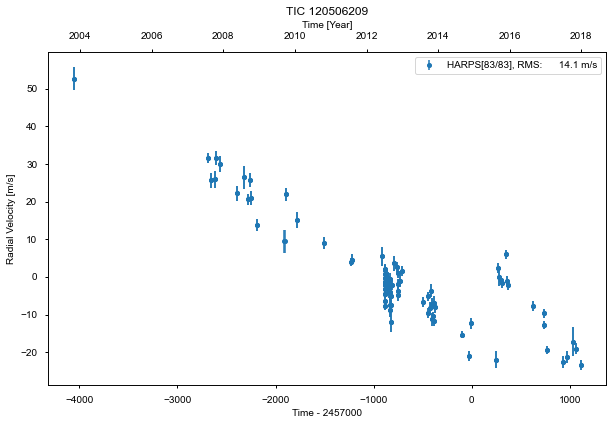 TIC 120506209
Time [Year]
2004 2006 2008 2010 2012 2014 2016 2018
HARPS[83/83], RMS: 14.1 m/s
Radial Velocity [m/s]
50
40
30
20
10
0
−10
−20
−4000 −3000 −2000 −1000 0 1000
Time - 2457000